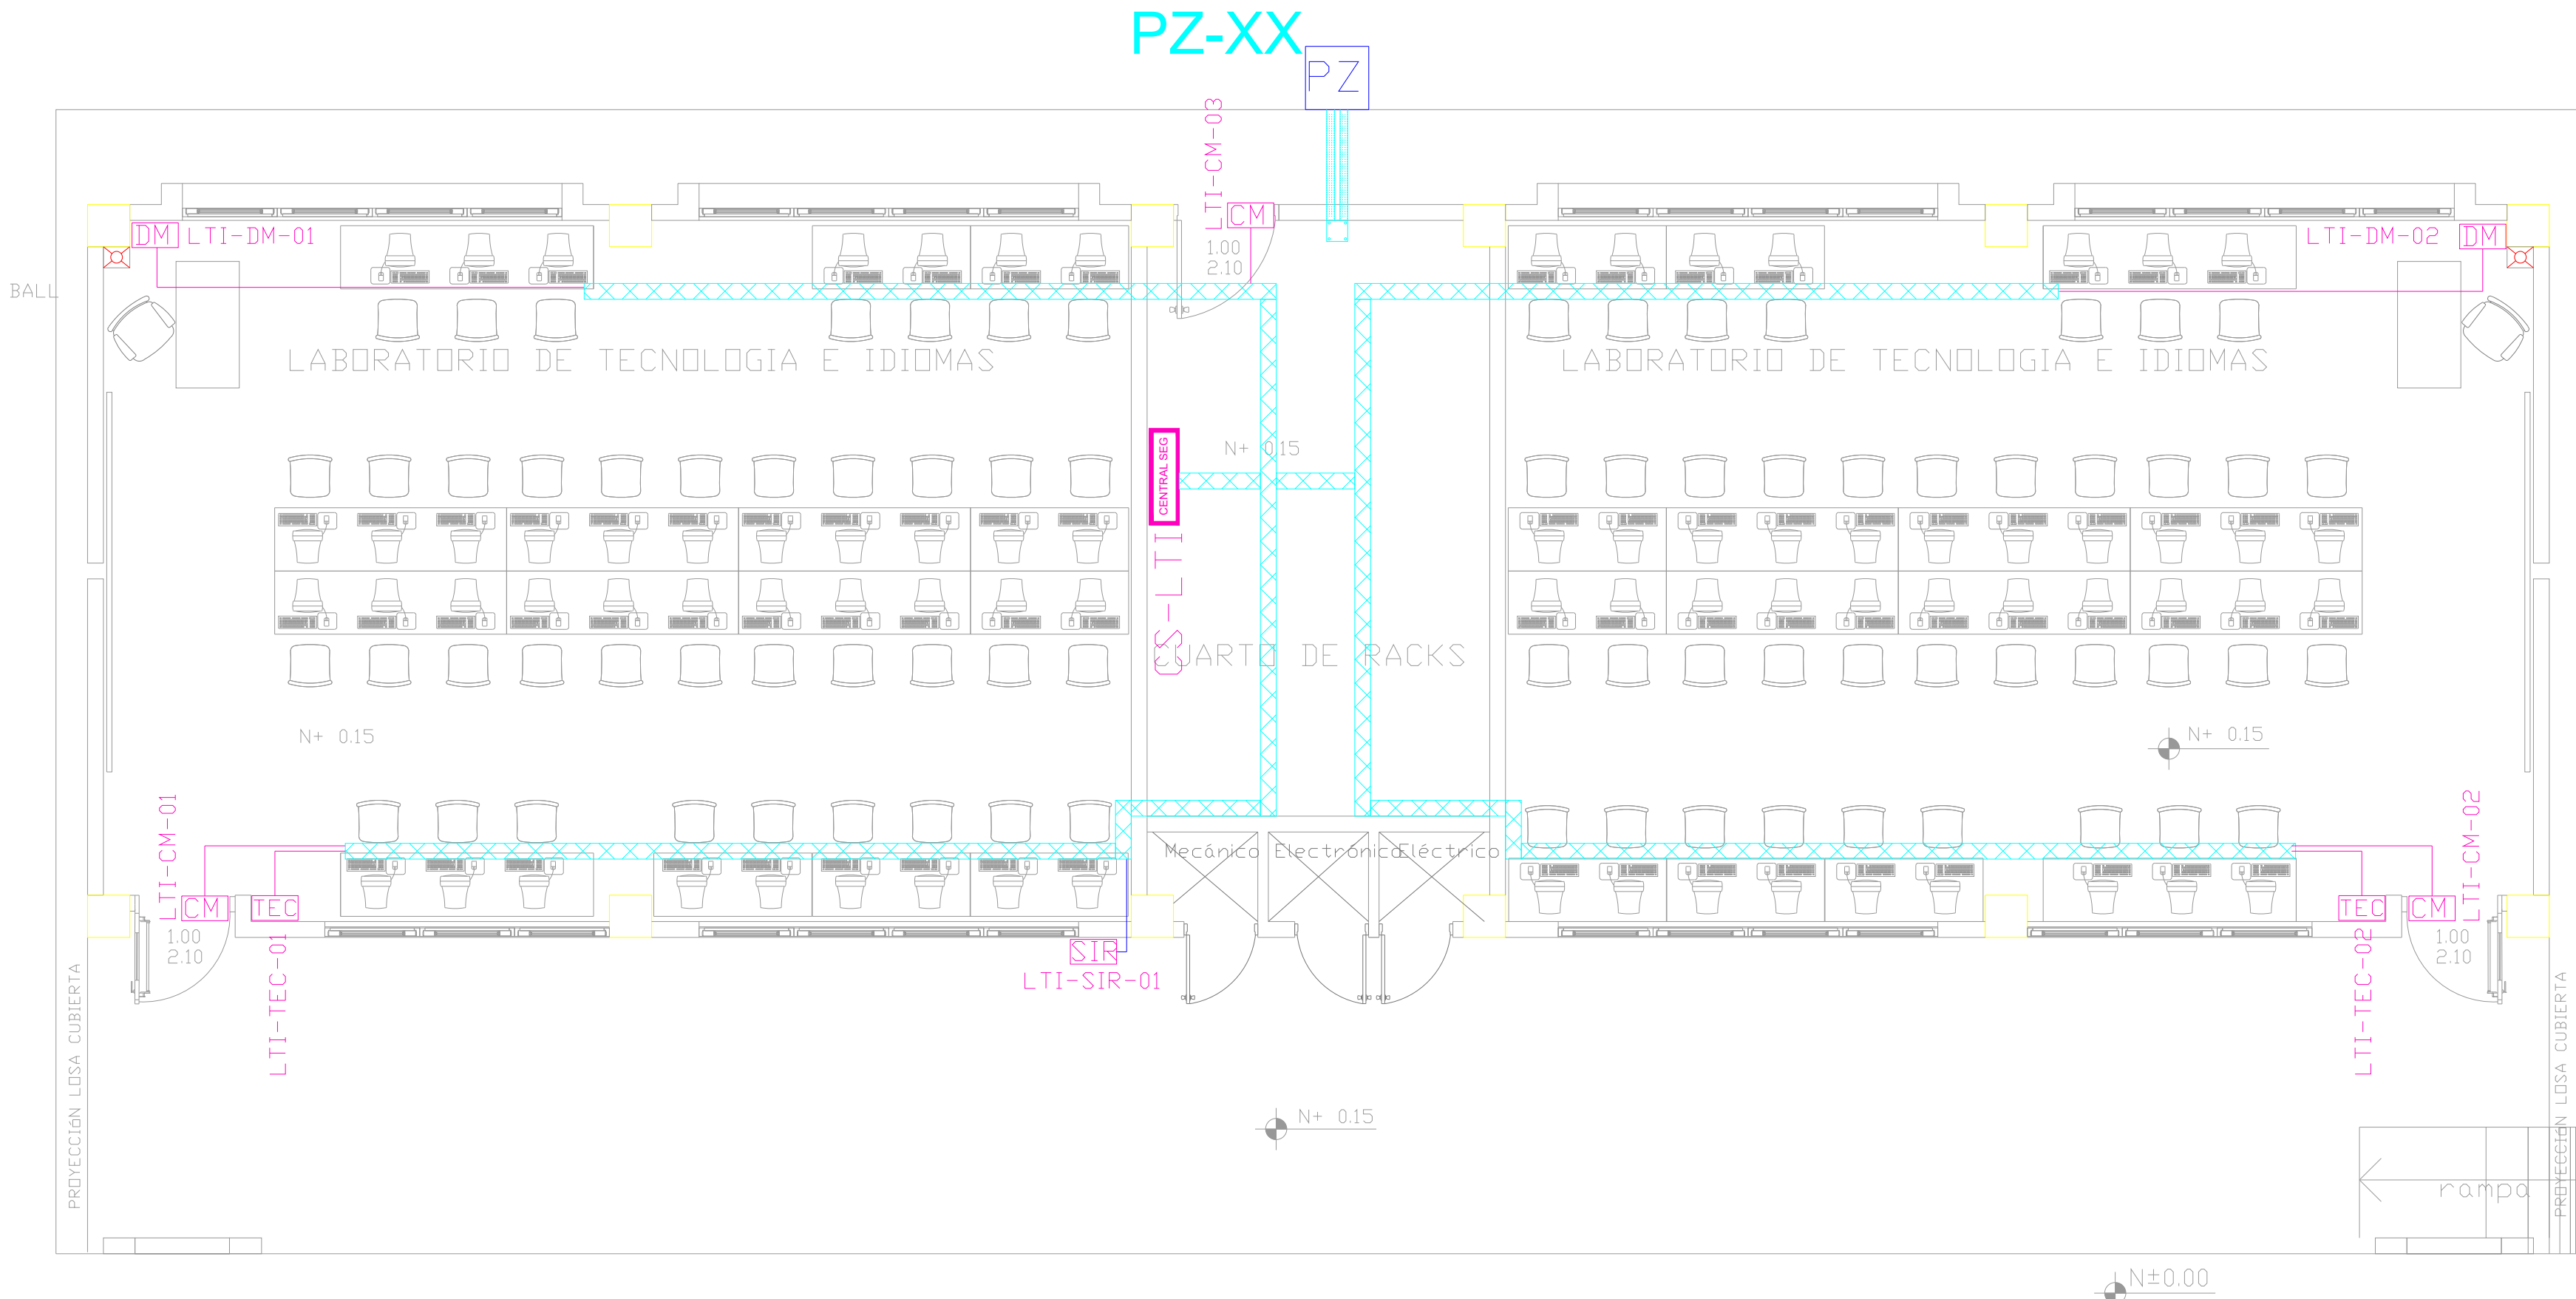 PZ-XX
PZ
LTI-CM-03
CM
1.00
2.10
DM
LTI-DM-01
LTI-DM-02
DM
BALL
LABORATORIO DE TECNOLOGIA E IDIOMAS
LABORATORIO DE TECNOLOGIA E IDIOMAS
N+ 0.15
CENTRAL SEG
CS-LTI
CUARTO DE RACKS
N+ 0.15
N+ 0.15
LTI-CM-01
LTI-CM-02
Mecánico
Electrónico
Eléctrico
CM
TEC
TEC
CM
1.00
2.10
1.00
2.10
SIR
LTI-SIR-01
LTI-TEC-01
LTI-TEC-02
PROYECCIóN LOSA CUBIERTA
PROYECCIóN LOSA CUBIERTA
N+ 0.15
rampa
N±0.00